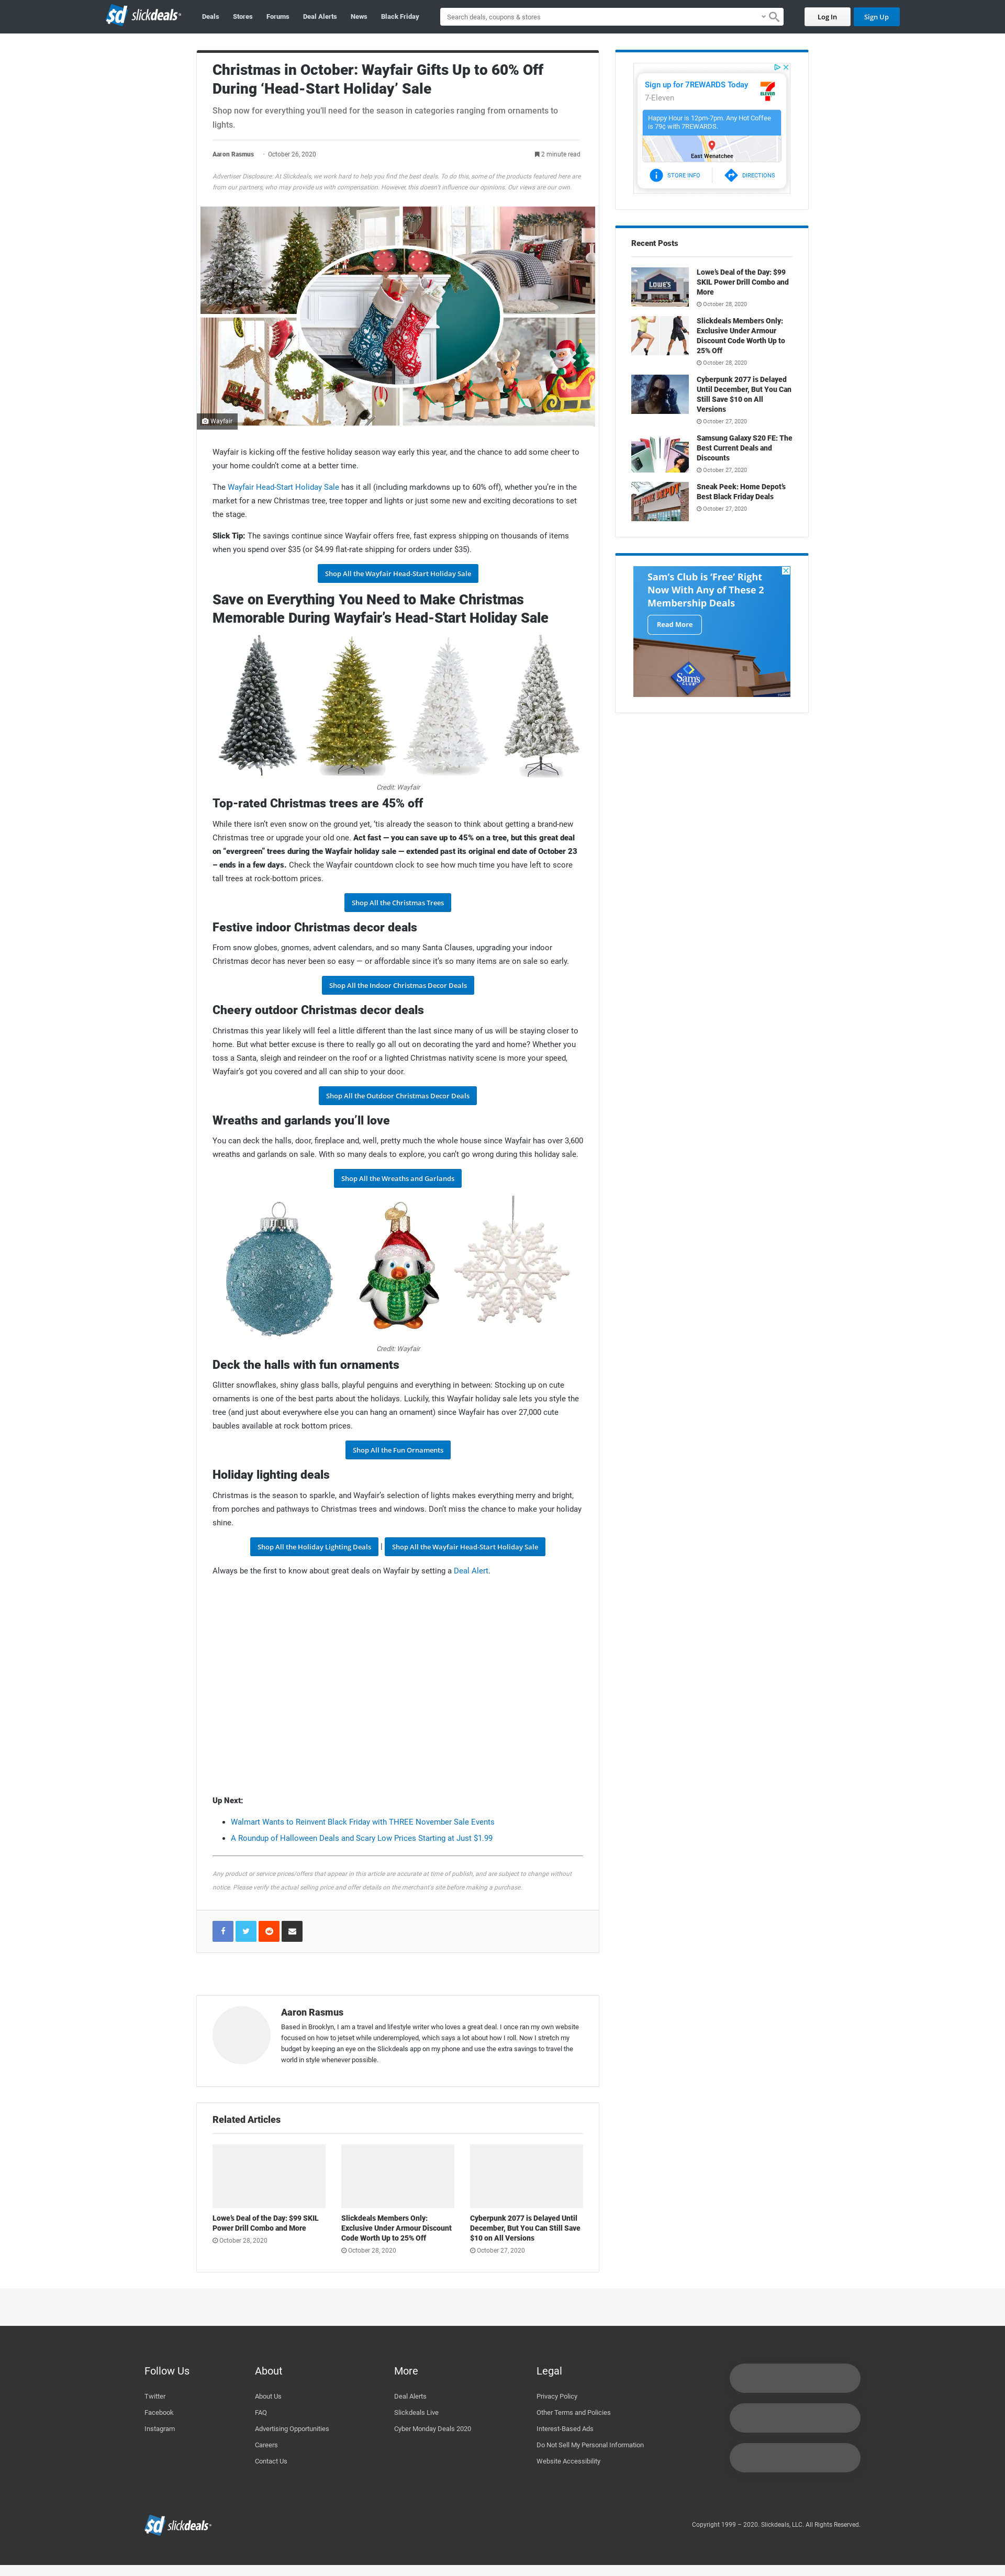 sd slickdeals
Deals Stores Forums Deal Alerts News Black Friday
Search deals, coupons & stores
Log In
Sign Up
Christmas in October: Wayfair Gifts Up to 60% Off
During ‘Head-Start Holiday’ Sale
Shop now for everything you’ll need for the season in categories ranging from ornaments to
lights.
Aaron Rasmus · October 26, 2020
2 minute read
Advertiser Disclosure: At Slickdeals, we work hard to help you find the best deals. To do this, some of the products featured here are
from our partners, who may provide us with compensation. However, this doesn’t influence our opinions. Our views are our own.
Wayfair
Wayfair is kicking off the festive holiday season way early this year, and the chance to add some cheer to
your home couldn’t come at a better time.
The Wayfair Head-Start Holiday Sale has it all (including markdowns up to 60% off), whether you’re in the
market for a new Christmas tree, tree topper and lights or just some new and exciting decorations to set
the stage.
Slick Tip: The savings continue since Wayfair offers free, fast express shipping on thousands of items
when you spend over $35 (or $4.99 flat-rate shipping for orders under $35).
Shop All the Wayfair Head-Start Holiday Sale
Save on Everything You Need to Make Christmas
Memorable During Wayfair’s Head-Start Holiday Sale
Credit: Wayfair
Top-rated Christmas trees are 45% off
While there isn’t even snow on the ground yet, ’tis already the season to think about getting a brand-new
Christmas tree or upgrade your old one. Act fast — you can save up to 45% on a tree, but this great deal
on “evergreen” trees during the Wayfair holiday sale — extended past its original end date of October 23
– ends in a few days. Check the Wayfair countdown clock to see how much time you have left to score
tall trees at rock-bottom prices.
Shop All the Christmas Trees
Festive indoor Christmas decor deals
From snow globes, gnomes, advent calendars, and so many Santa Clauses, upgrading your indoor
Christmas decor has never been so easy — or affordable since it’s so many items are on sale so early.
Shop All the Indoor Christmas Decor Deals
Cheery outdoor Christmas decor deals
Christmas this year likely will feel a little different than the last since many of us will be staying closer to
home. But what better excuse is there to really go all out on decorating the yard and home? Whether you
toss a Santa, sleigh and reindeer on the roof or a lighted Christmas nativity scene is more your speed,
Wayfair’s got you covered and all can ship to your door.
Shop All the Outdoor Christmas Decor Deals
Wreaths and garlands you’ll love
You can deck the halls, door, fireplace and, well, pretty much the whole house since Wayfair has over 3,600
wreaths and garlands on sale. With so many deals to explore, you can’t go wrong during this holiday sale.
Shop All the Wreaths and Garlands
Credit: Wayfair
Deck the halls with fun ornaments
Glitter snowflakes, shiny glass balls, playful penguins and everything in between: Stocking up on cute
ornaments is one of the best parts about the holidays. Luckily, this Wayfair holiday sale lets you style the
tree (and just about everywhere else you can hang an ornament) since Wayfair has over 27,000 cute
baubles available at rock bottom prices.
Shop All the Fun Ornaments
Holiday lighting deals
Christmas is the season to sparkle, and Wayfair’s selection of lights makes everything merry and bright,
from porches and pathways to Christmas trees and windows. Don’t miss the chance to make your holiday
shine.
Shop All the Holiday Lighting Deals | Shop All the Wayfair Head-Start Holiday Sale
Always be the first to know about great deals on Wayfair by setting a Deal Alert.
Up Next:
• Walmart Wants to Reinvent Black Friday with THREE November Sale Events
• A Roundup of Halloween Deals and Scary Low Prices Starting at Just $1.99
Any product or service prices/offers that appear in this article are accurate at time of publish, and are subject to change without
notice. Please verify the actual selling price and offer details on the merchant’s site before making a purchase.
Aaron Rasmus
Based in Brooklyn, I am a travel and lifestyle writer who loves a great deal. I once ran my own website
focused on how to jetset while underemployed, which says a lot about how I roll. Now I stretch my
budget by keeping an eye on the Slickdeals app on my phone and use the extra savings to travel the
world in style whenever possible.
Related Articles
Lowe’s Deal of the Day: $99 SKIL
Power Drill Combo and More
October 28, 2020
Slickdeals Members Only:
Exclusive Under Armour Discount
Code Worth Up to 25% Off
October 28, 2020
Cyberpunk 2077 is Delayed Until
December, But You Can Still Save
$10 on All Versions
October 27, 2020
Sign up for 7REWARDS Today
7-Eleven
ELEVEN
Happy Hour is 12pm-7pm. Any Hot Coffee
is 79¢ with 7REWARDS.
East Wenatchee
STORE INFO
DIRECTIONS
Recent Posts
LOWE'S
Lowe’s Deal of the Day: $99
SKIL Power Drill Combo and
More
October 28, 2020
Slickdeals Members Only:
Exclusive Under Armour
Discount Code Worth Up to
25% Off
October 28, 2020
Cyberpunk 2077 is Delayed
Until December, But You Can
Still Save $10 on All
Versions
October 27, 2020
Samsung Galaxy S20 FE: The
Best Current Deals and
Discounts
October 27, 2020
THE HOME DEPOT
Sneak Peek: Home Depot’s
Best Black Friday Deals
October 27, 2020
Sam’s Club is ‘Free’ Right
Now With Any of These 2
Membership Deals
Read More
Sam's
Follow Us
Twitter
Facebook
Instagram
About
About Us
FAQ
Advertising Opportunities
Careers
Contact Us
More
Deal Alerts
Slickdeals Live
Cyber Monday Deals 2020
Legal
Privacy Policy
Other Terms and Policies
Interest-Based Ads
Do Not Sell My Personal Information
Website Accessibility
sd slickdeals
Copyright 1999 – 2020. Slickdeals, LLC. All Rights Reserved.